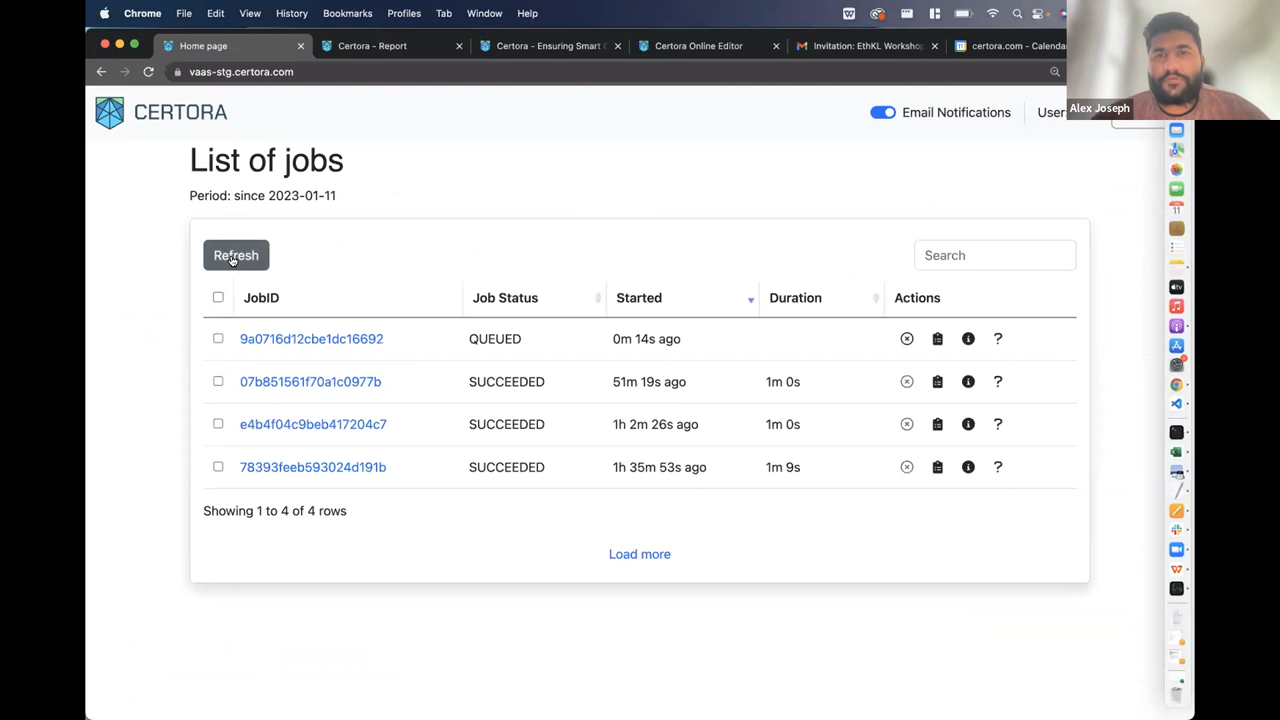 Chrome File Edit View History Bookmarks Profiles Tab Window Help
Home page Certora - Report Certora - Ensuring Smart C Certora Online Editor Invitation: EthKL Worksho certora.com - Calenda
vaas-stg.certora.com
Alex Joseph
CERTORA Email Notifications User
List of jobs
Period: since 2023-01-11
Refresh Search
JobID Job Status Started Duration Actions
9a0716d12cbe1dc16692 QUEUED 0m 14s ago ?
07b851561f70a1c0977b SUCCEEDED 51m 19s ago 1m 0s ?
e4b4f04c9beb417204c7 SUCCEEDED 1h 2m 26s ago 1m 0s ?
78393feeb593024d191b SUCCEEDED 1h 35m 53s ago 1m 9s ?
Showing 1 to 4 of 4 rows
Load more
11
tv